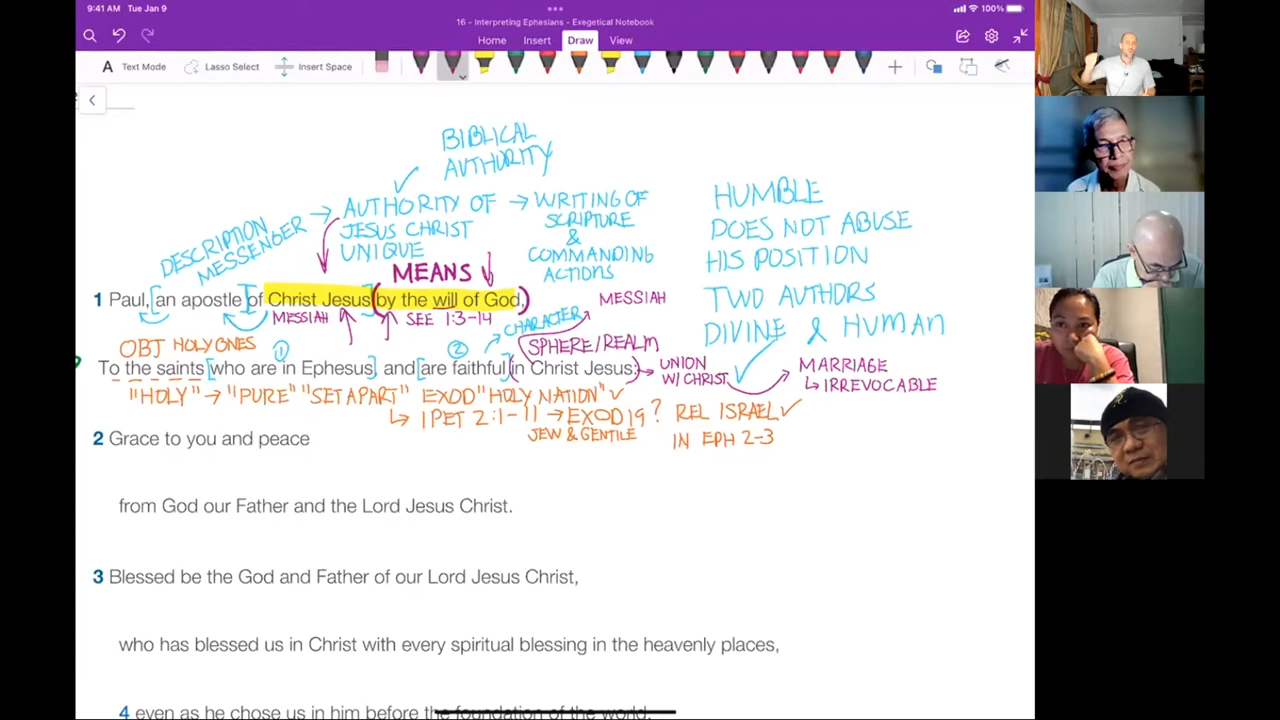 9:41 AM Tue Jan 9
100%
16 - Interpreting Ephesians - Exegetical Notebook
Home Insert Draw View
Text Mode Lasso Select Insert Space
BIBLICAL
AUTHORITY
DESCRIPTION
MESSENGER → AUTHORITY OF → WRITING OF
JESUS CHRIST
UNIQUE
SCRIPTURE
&
COMMANDING
ACTIONS
HUMBLE
DOES NOT ABUSE
HIS POSITION
TWO AUTHORS
DIVINE & HUMAN
MEANS
1 Paul, [an apostle [of Christ Jesus] (by the will of God,)
MESSIAH
MESSIAH
SEE 1:3-14
CHARACTER
OBJ HOLY ONES
1
2
SPHERE/REALM
To the saints [who are in Ephesus], and [are faithful] (in Christ Jesus:)
UNION
W/ CHRIST
MARRIAGE
↳ IRREVOCABLE
"HOLY" → "PURE" "SET APART" EXOD "HOLY NATION" ✓
↳ 1 PET 2:1-11 → EXOD 19 ? REL ISRAEL ✓
JEW & GENTILE
IN EPH 2-3
2 Grace to you and peace
from God our Father and the Lord Jesus Christ.
3 Blessed be the God and Father of our Lord Jesus Christ,
who has blessed us in Christ with every spiritual blessing in the heavenly places,
4 even as he chose us in him before the foundation of the world,